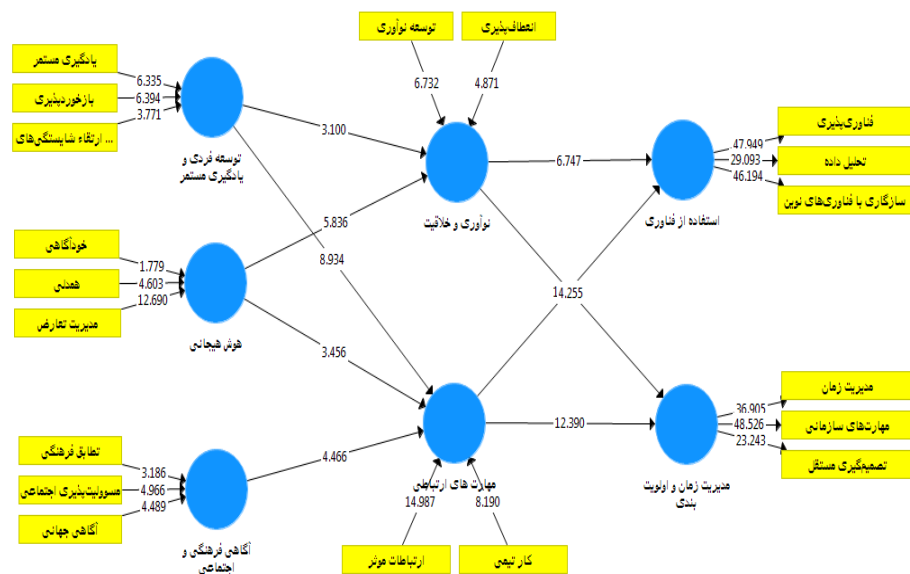 توسعه نوآوری
انعطاف‌پذیری
6.732
4.871
یادگیری مستمر
بازخوردپذیری
ارتقاء شایستگی‌های ...
6.335
6.394
3.771
توسعه فردی و
یادگیری مستمر
3.100
5.836
8.934
نوآوری و خلاقیت
6.747
استفاده از فناوری
47.949
29.093
46.194
فناوری‌پذیری
تحلیل داده
سازگاری با فناوری‌های نوین
خودآگاهی
همدلی
مدیریت تعارض
1.779
4.603
12.690
هوش هیجانی
3.456
14.255
تطابق فرهنگی
مسوولیت‌پذیری اجتماعی
آگاهی جهانی
3.186
4.966
4.489
آگاهی فرهنگی و
اجتماعی
4.466
مهارت های ارتباطی
14.987
8.190
ارتباطات موثر
کار تیمی
12.390
مدیریت زمان و اولویت
بندی
36.905
48.526
23.243
مدیریت زمان
مهارت‌های سازمانی
تصمیم‌گیری مستقل